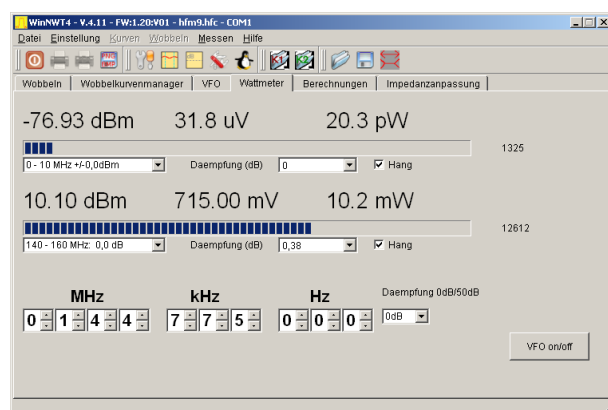 WinNWT4 - V.4.11 - FW:1.20:V01 - hfm9.hfc - COM1
Datei Einstellung Kurven Wobbeln Messen Hilfe
Wobbeln Wobbelkurvenmanager VFO Wattmeter Berechnungen Impedanzanpassung
-76.93 dBm 31.8 uV 20.3 pW
1325
0 - 10 MHz +/-0,0dBm Daempfung (dB) 0 Hang
10.10 dBm 715.00 mV 10.2 mW
12612
140 - 160 MHz: 0,0 dB Daempfung (dB) 0,38 Hang
MHz kHz Hz Daempfung 0dB/50dB
0 1 4 4 7 7 5 0 0 0 0dB
VFO on/off